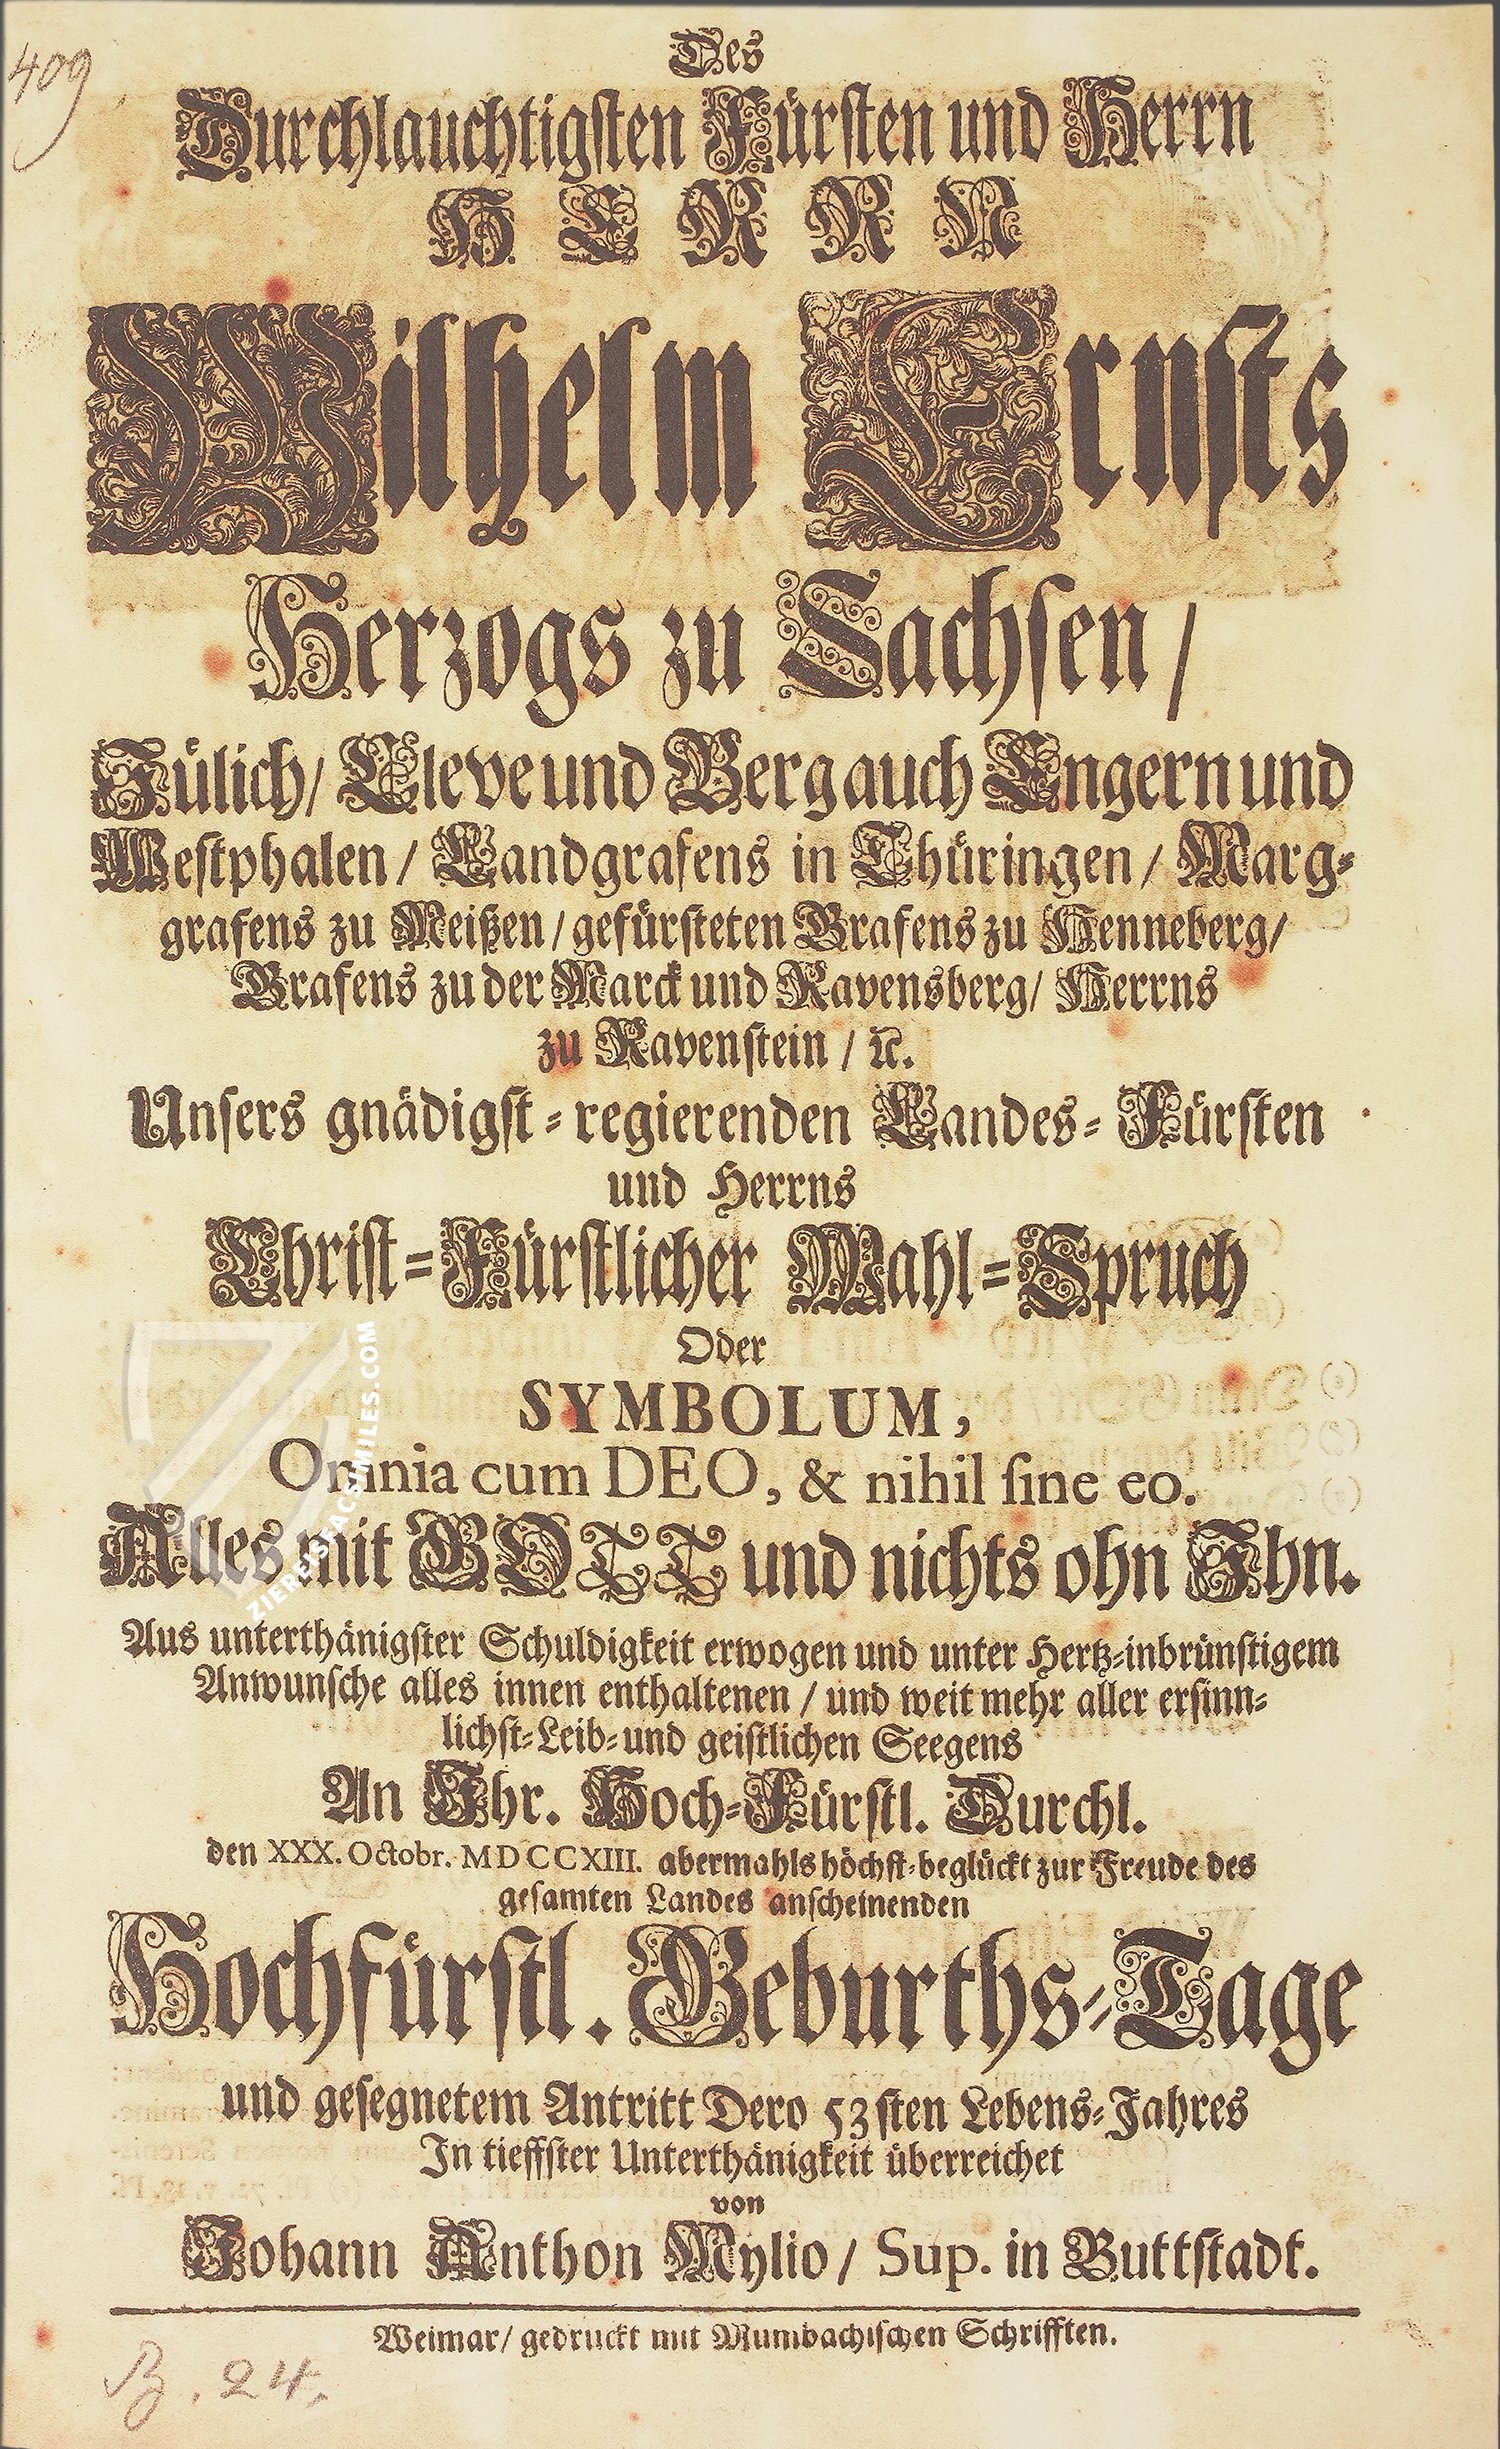 409
Des
Durchlauchtigsten Fürsten und Herrn
HERRN
Wilhelm Ernsts
Herzogs zu Sachsen /
Jülich / Cleve und Berg auch Engern und
Westphalen / Landgrafens in Thüringen / Marg-
grafens zu Meißen / gefürsteten Grafens zu Henneberg /
Grafens zu der Marck und Ravensberg / Herrns
zu Ravenstein / ꝛc.
Unsers gnädigst-regierenden Landes-Fürsten
und Herrns
Christ-Fürstlicher Wahl-Spruch
Oder
SYMBOLUM,
Omnia cum DEO, & nihil ſine eo.
Alles mit GOTT und nichts ohn Ihn.
Aus unterthänigster Schuldigkeit erwogen und unter Hertz-inbrünstigem
Anwunsche alles innen enthaltenen / und weit mehr aller ersinn-
lichst-Leib- und geistlichen Seegens
An Ihr. Hoch-Fürstl. Durchl.
den XXX. Octobr. MDCCXIII. abermahls höchst-beglückt zur Freude des
gesamten Landes anscheinenden
Hochfürstl. Geburths-Tage
und gesegnetem Antritt Dero 53sten Lebens-Jahres
In tieffster Unterthänigkeit überreichet
von
Johann Anthon Mylio / Sup. in Buttstadt.
Weimar / gedruckt mit Mumbachischen Schrifften.
B. 24.
ZIEREISFACSIMILES.COM